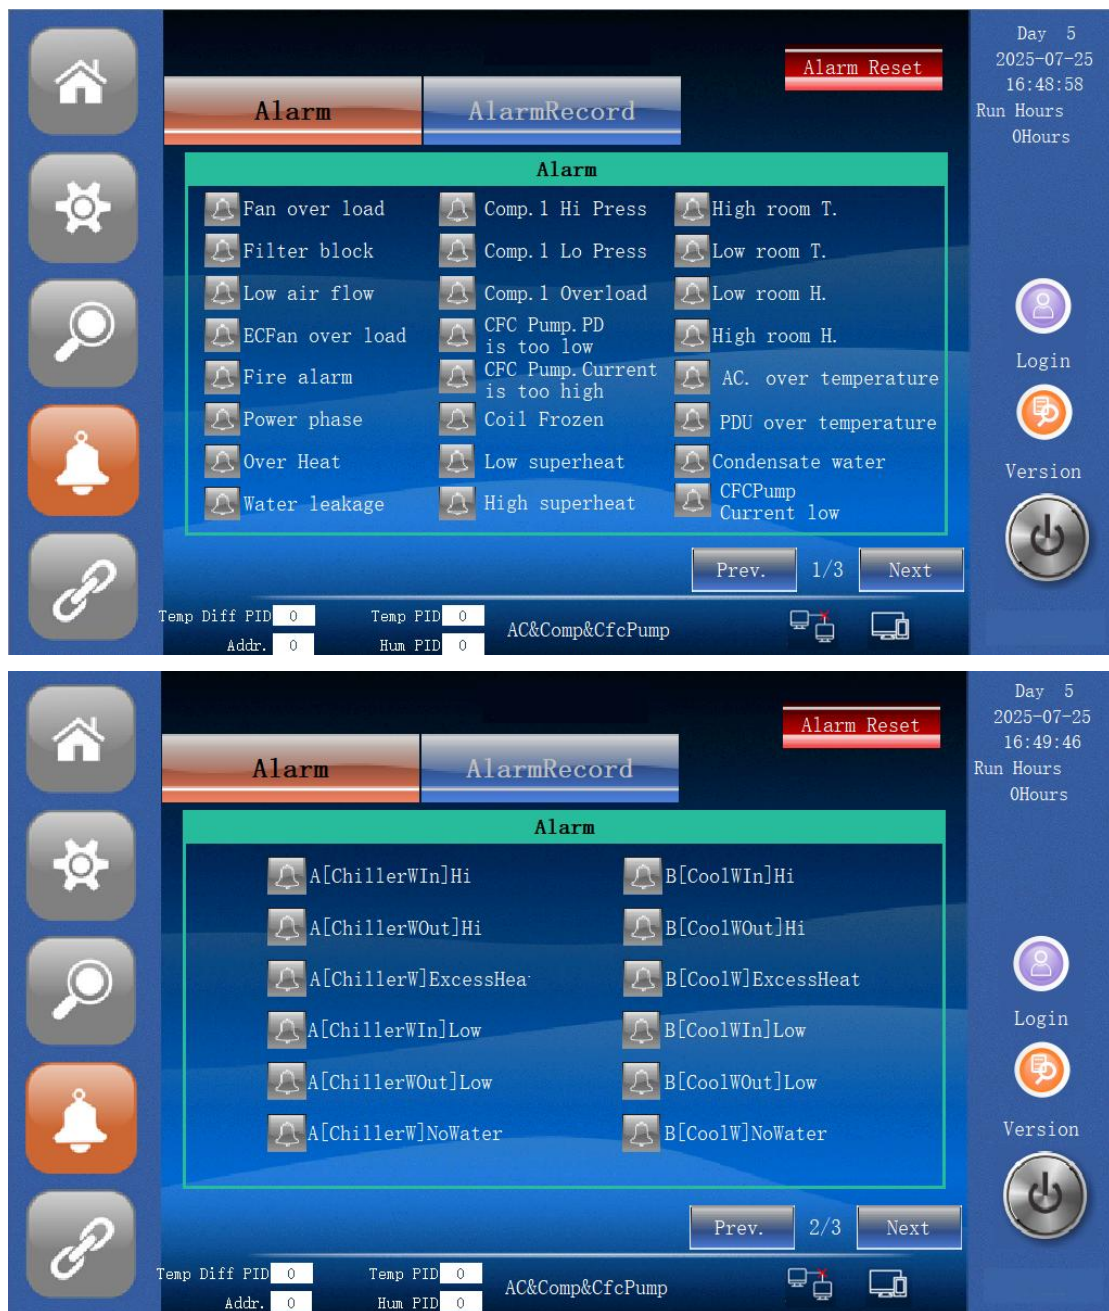 Day 5
2025-07-25
16:48:58
Run Hours
0Hours
Alarm Reset
Alarm
AlarmRecord
Alarm
Fan over load
Comp.1 Hi Press
High room T.
Filter block
Comp.1 Lo Press
Low room T.
Low air flow
Comp.1 Overload
Low room H.
ECFan over load
CFC Pump.PD
is too low
High room H.
Fire alarm
CFC Pump.Current
is too high
AC. over temperature
Power phase
Coil Frozen
PDU over temperature
Over Heat
Low superheat
Condensate water
Water leakage
High superheat
CFCPump
Current low
Login
Version
Prev.
1/3
Next
Temp Diff PID 0
Temp PID 0
Addr. 0
Hum PID 0
AC&Comp&CfcPump
Day 5
2025-07-25
16:49:46
Run Hours
0Hours
Alarm Reset
Alarm
AlarmRecord
Alarm
A[ChillerWIn]Hi
B[CoolWIn]Hi
A[ChillerWOut]Hi
B[CoolWOut]Hi
A[ChillerW]ExcessHea
B[CoolW]ExcessHeat
A[ChillerWIn]Low
B[CoolWIn]Low
A[ChillerWOut]Low
B[CoolWOut]Low
A[ChillerW]NoWater
B[CoolW]NoWater
Login
Version
Prev.
2/3
Next
Temp Diff PID 0
Temp PID 0
Addr. 0
Hum PID 0
AC&Comp&CfcPump